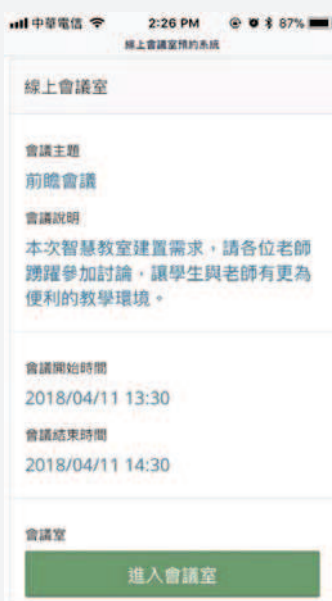 中華電信 2:26 PM 87%
線上會議室預約系統
線上會議室
會議主題
前瞻會議
會議說明
本次智慧教室建置需求，請各位老師
踴躍參加討論，讓學生與老師有更為
便利的教學環境。
會議開始時間
2018/04/11 13:30
會議結束時間
2018/04/11 14:30
會議室
進入會議室